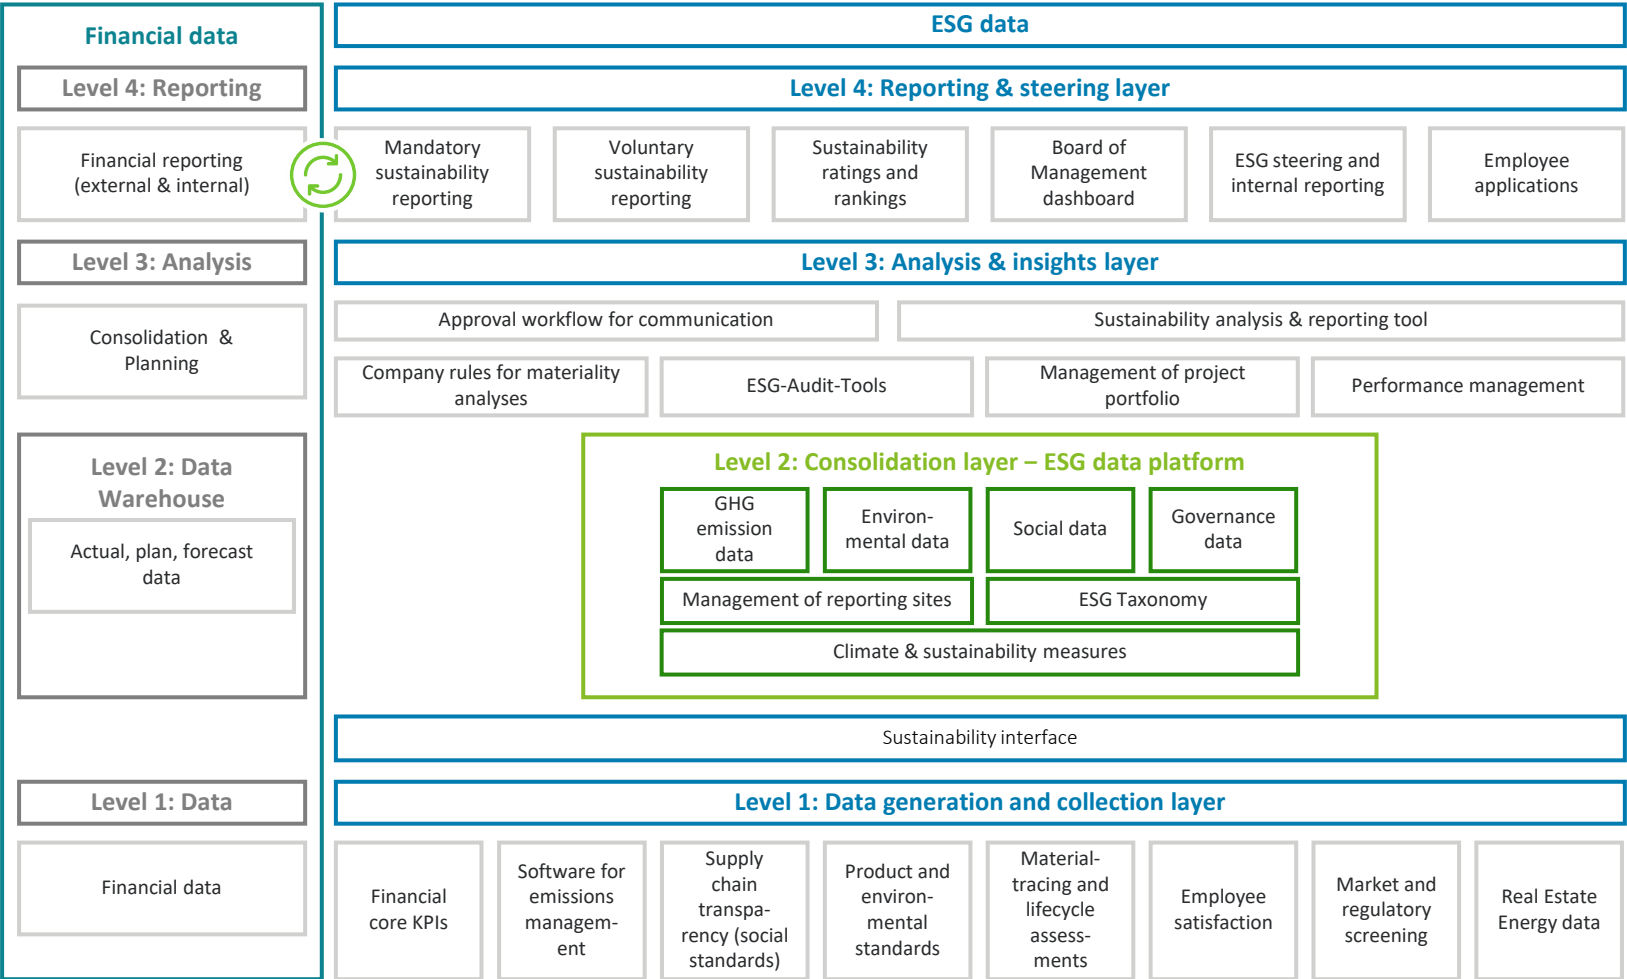 Financial data
Level 4: Reporting
Financial reporting
(external & internal)
Level 3: Analysis
Consolidation &
Planning
Level 2: Data
Warehouse
Actual, plan, forecast
data
Level 1: Data
Financial data
ESG data
Level 4: Reporting & steering layer
Mandatory
sustainability
reporting
Voluntary
sustainability
reporting
Sustainability
ratings and
rankings
Board of
Management
dashboard
ESG steering and
internal reporting
Employee
applications
Level 3: Analysis & insights layer
Approval workflow for communication
Sustainability analysis & reporting tool
Company rules for materiality
analyses
ESG-Audit-Tools
Management of project
portfolio
Performance management
Level 2: Consolidation layer – ESG data platform
GHG
emission
data
Environ-
mental data
Social data
Governance
data
Management of reporting sites
ESG Taxonomy
Climate & sustainability measures
Sustainability interface
Level 1: Data generation and collection layer
Financial
core KPIs
Software for
emissions
managem-
ent
Supply
chain
transpa-
rency (social
standards)
Product and
environ-
mental
standards
Material-
tracing and
lifecycle
assess-
ments
Employee
satisfaction
Market and
regulatory
screening
Real Estate
Energy data